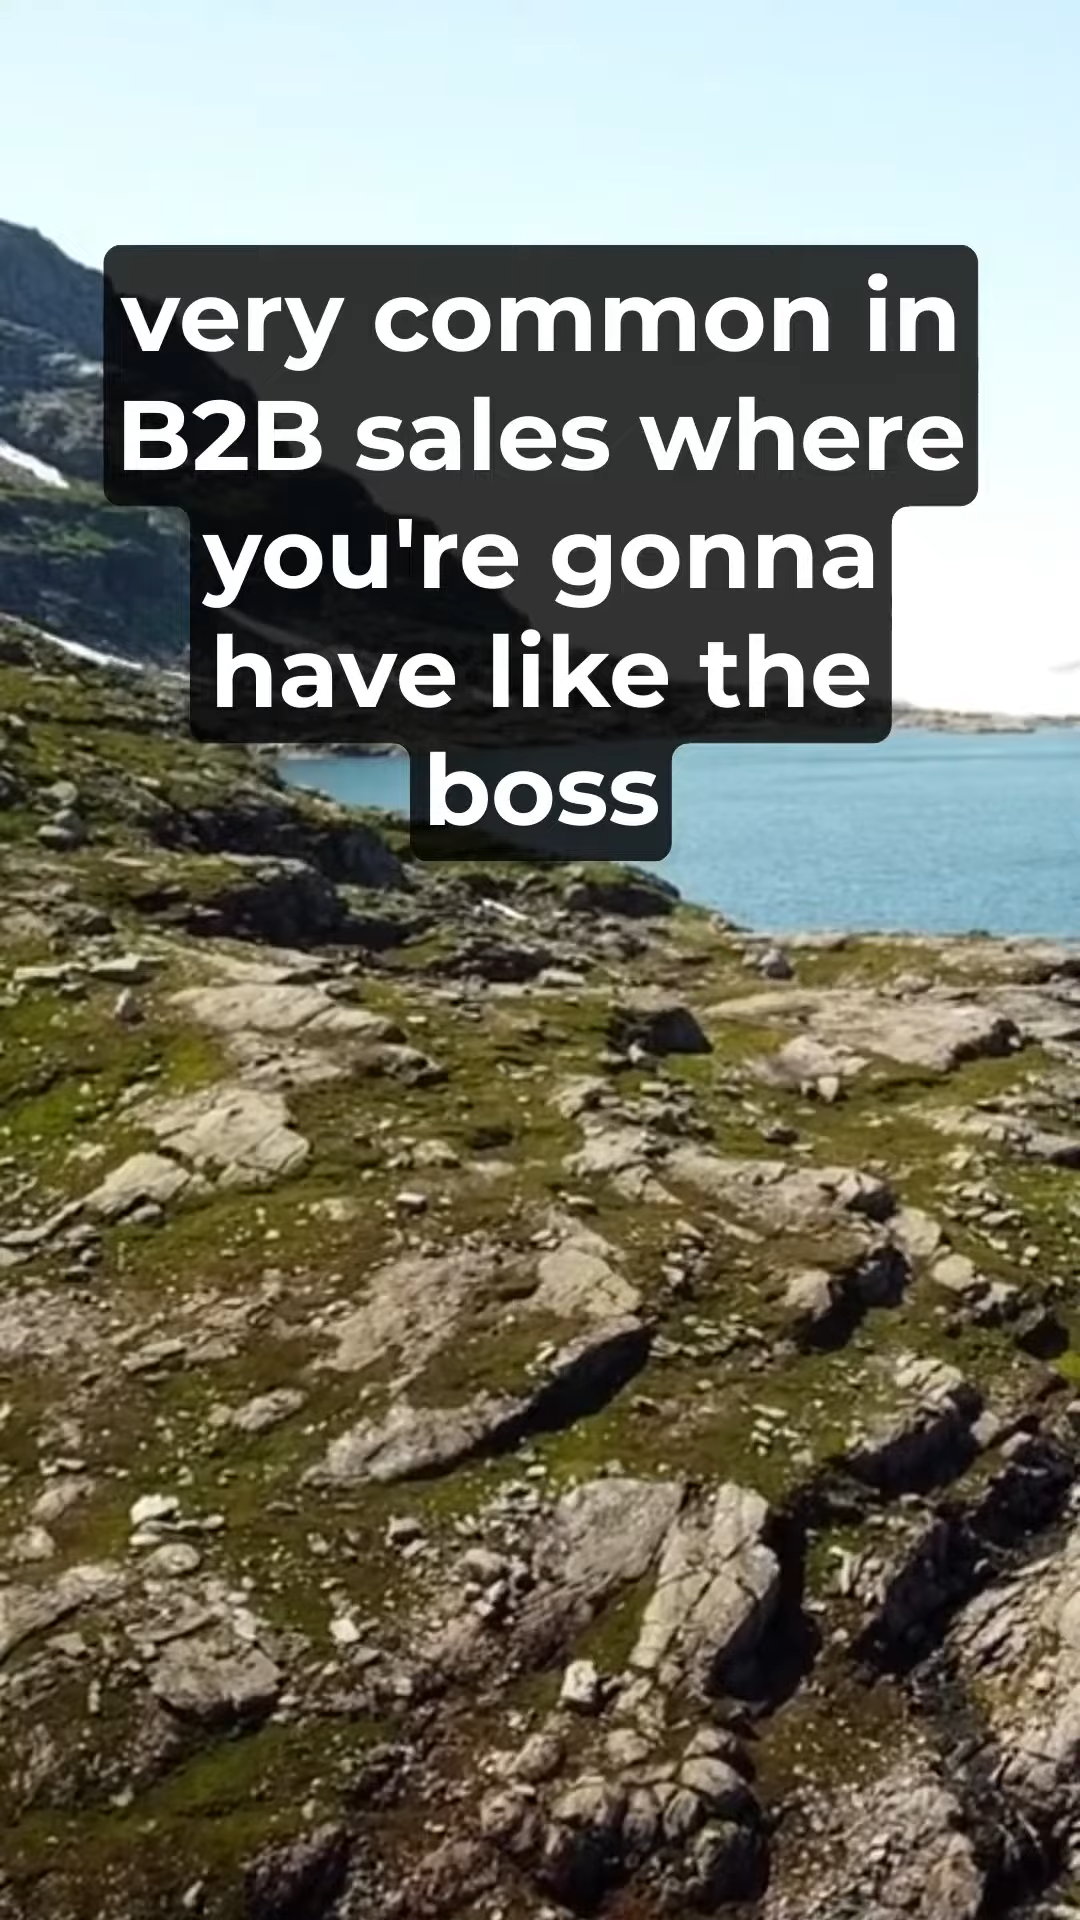 very common in
B2B sales where
you're gonna
have like the
boss